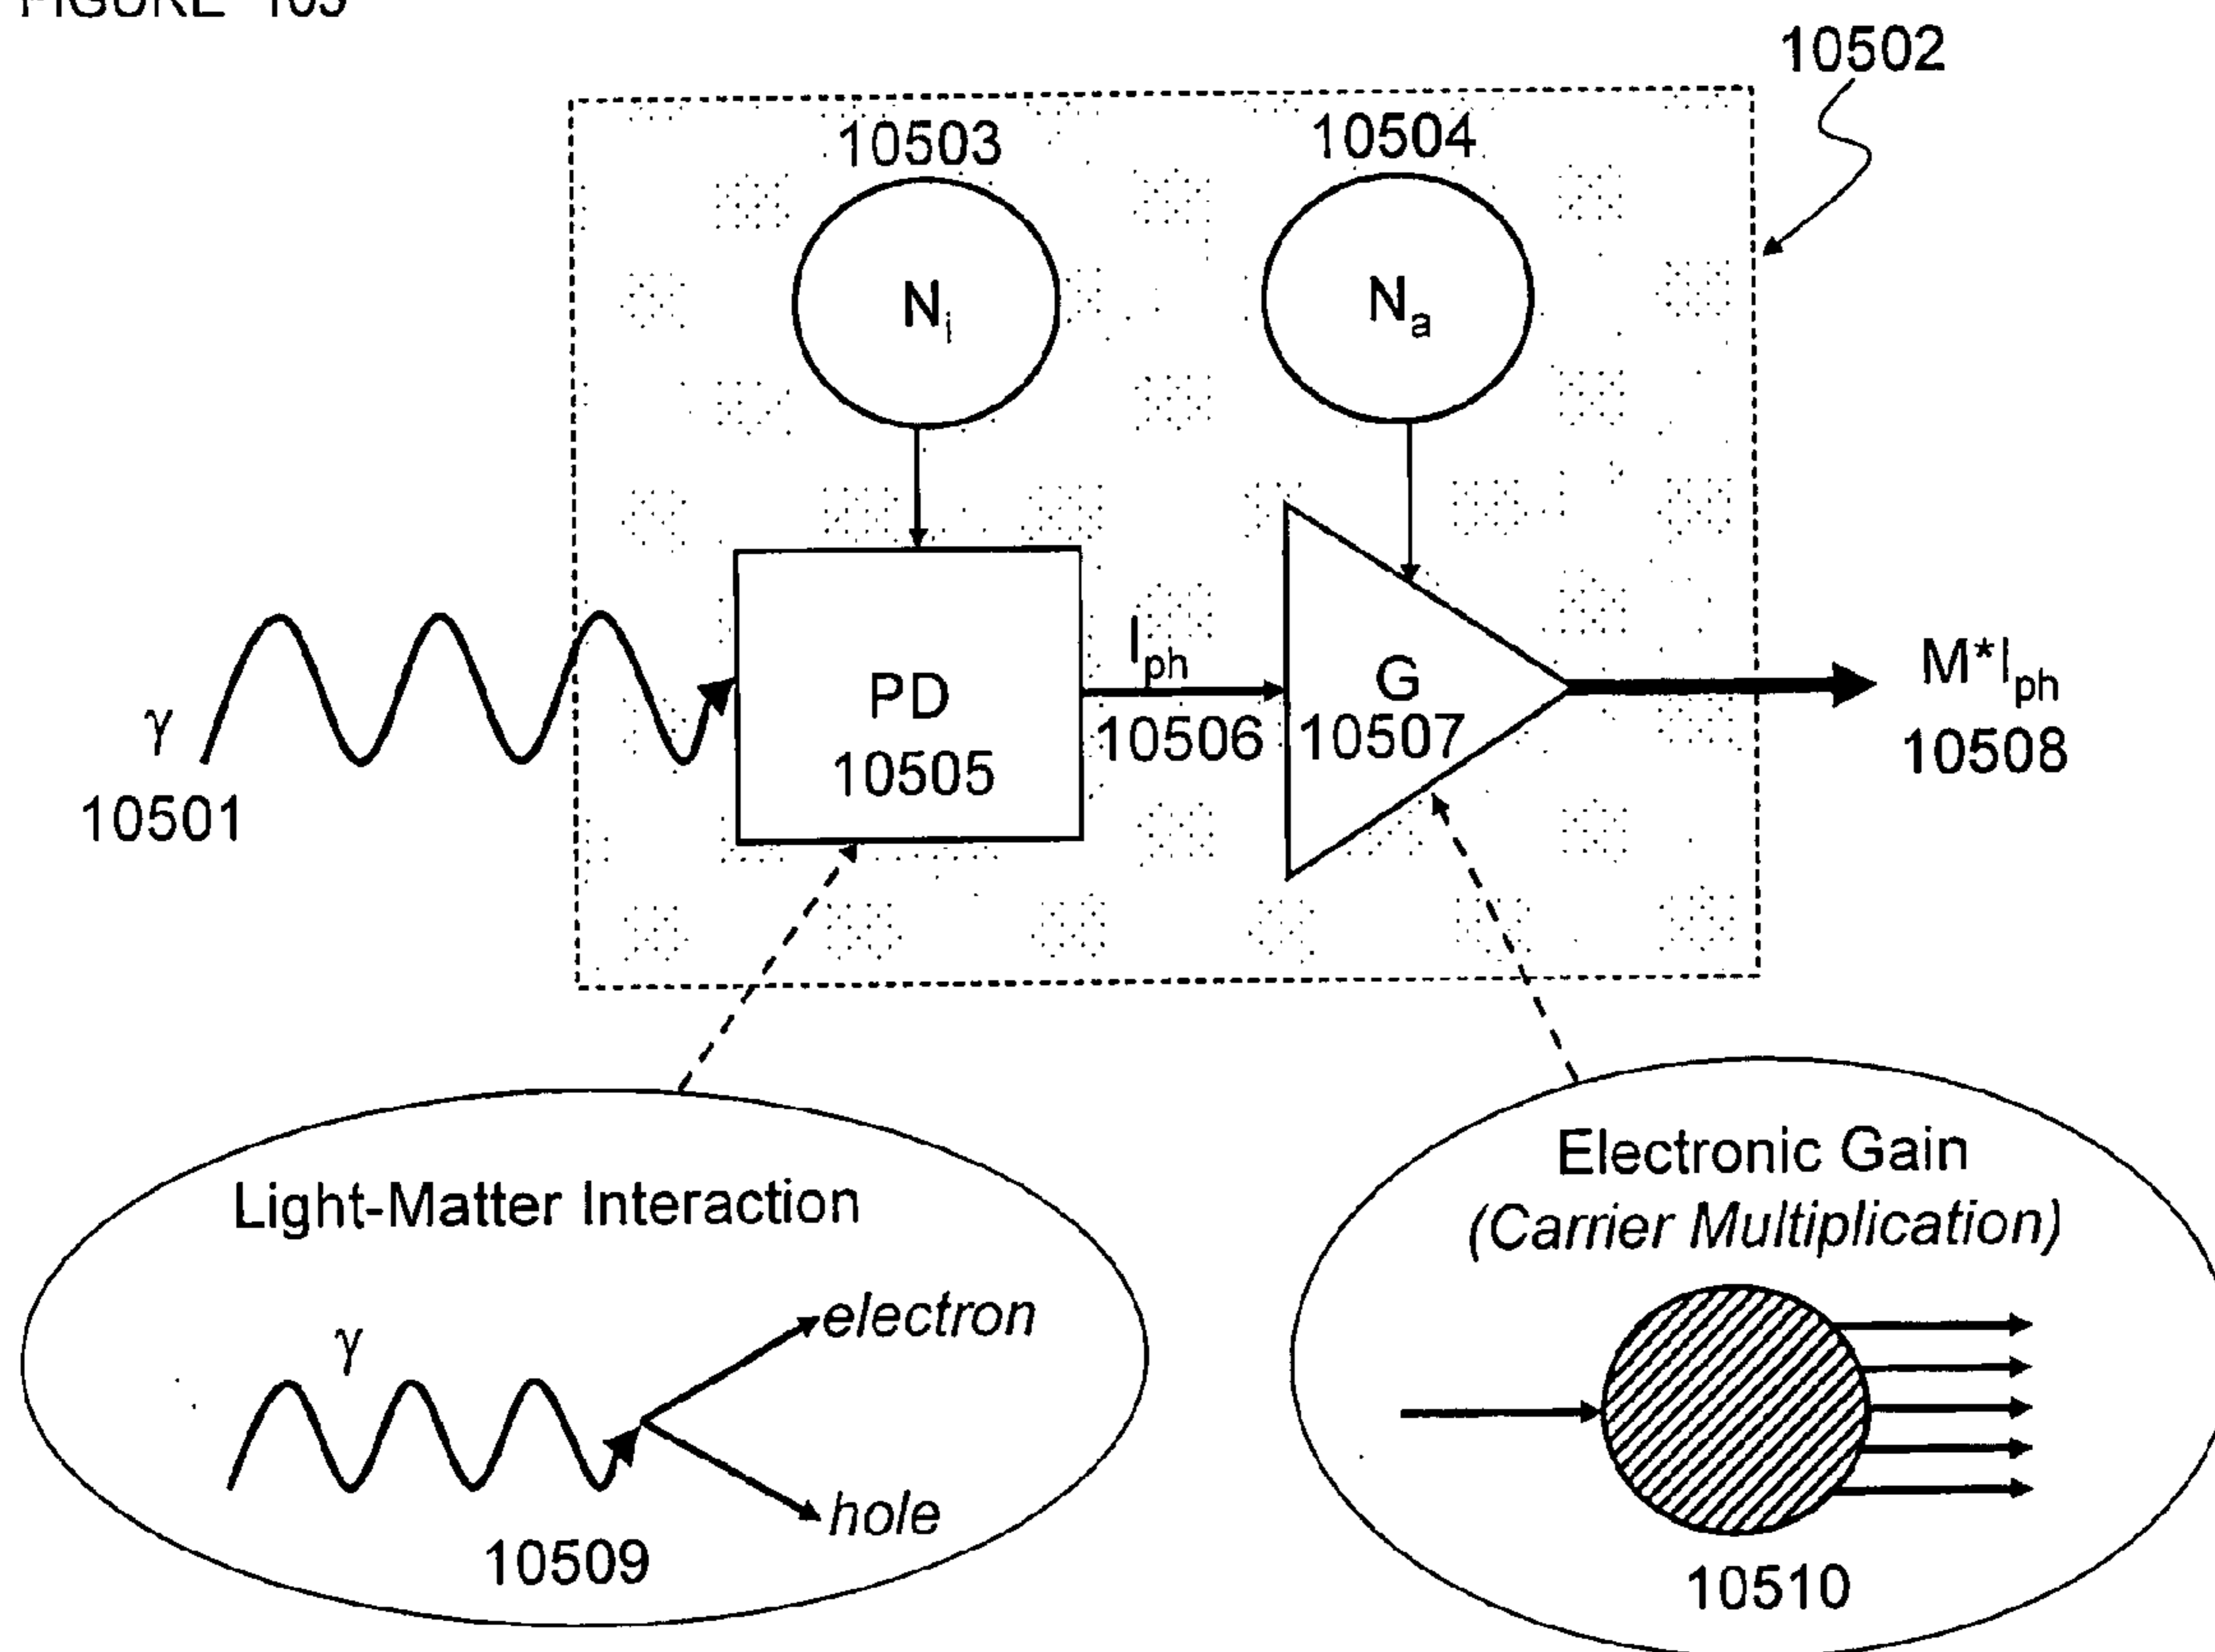 FIGURE 105
10502
10503
10504
Ni
Na
Iph
PD
G
M*Iph
γ
10505
10506
10507
10508
10501
Light-Matter Interaction
Electronic Gain
(Carrier Multiplication)
γ
electron
hole
10509
10510